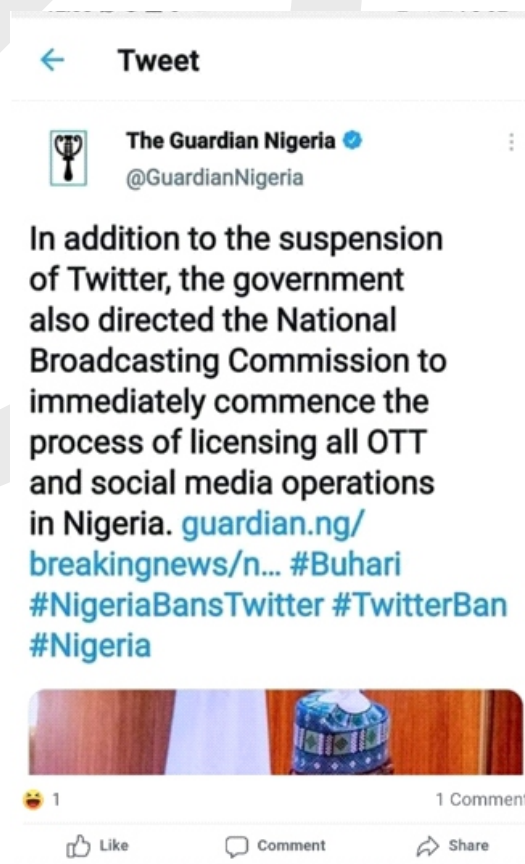 Tweet
The Guardian Nigeria
@GuardianNigeria
In addition to the suspension
of Twitter, the government
also directed the National
Broadcasting Commission to
immediately commence the
process of licensing all OTT
and social media operations
in Nigeria. guardian.ng/
breakingnews/n... #Buhari
#NigeriaBansTwitter #TwitterBan
#Nigeria
1
1 Comment
Like
Comment
Share